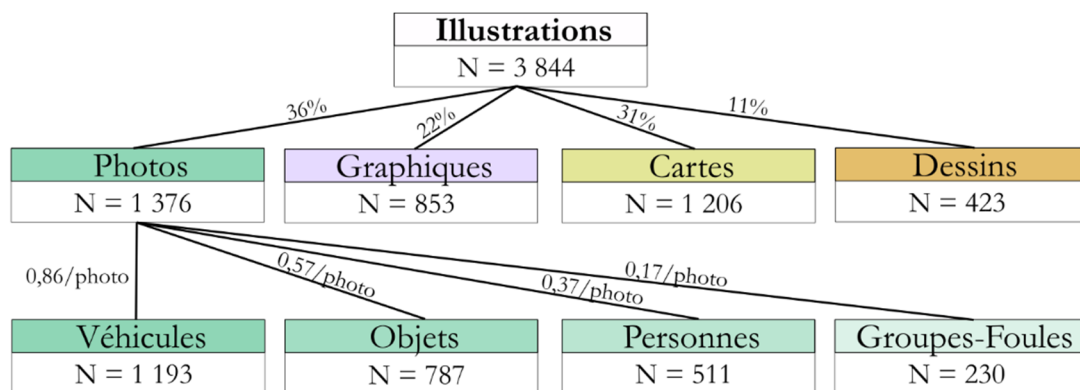 Illustrations
N = 3 844
36%
22%
31%
11%
Photos
Graphiques
Cartes
Dessins
N = 1 376
N = 853
N = 1 206
N = 423
0,86/photo
0,57/photo
0,37/photo
0,17/photo
Véhicules
Objets
Personnes
Groupes-Foules
N = 1 193
N = 787
N = 511
N = 230